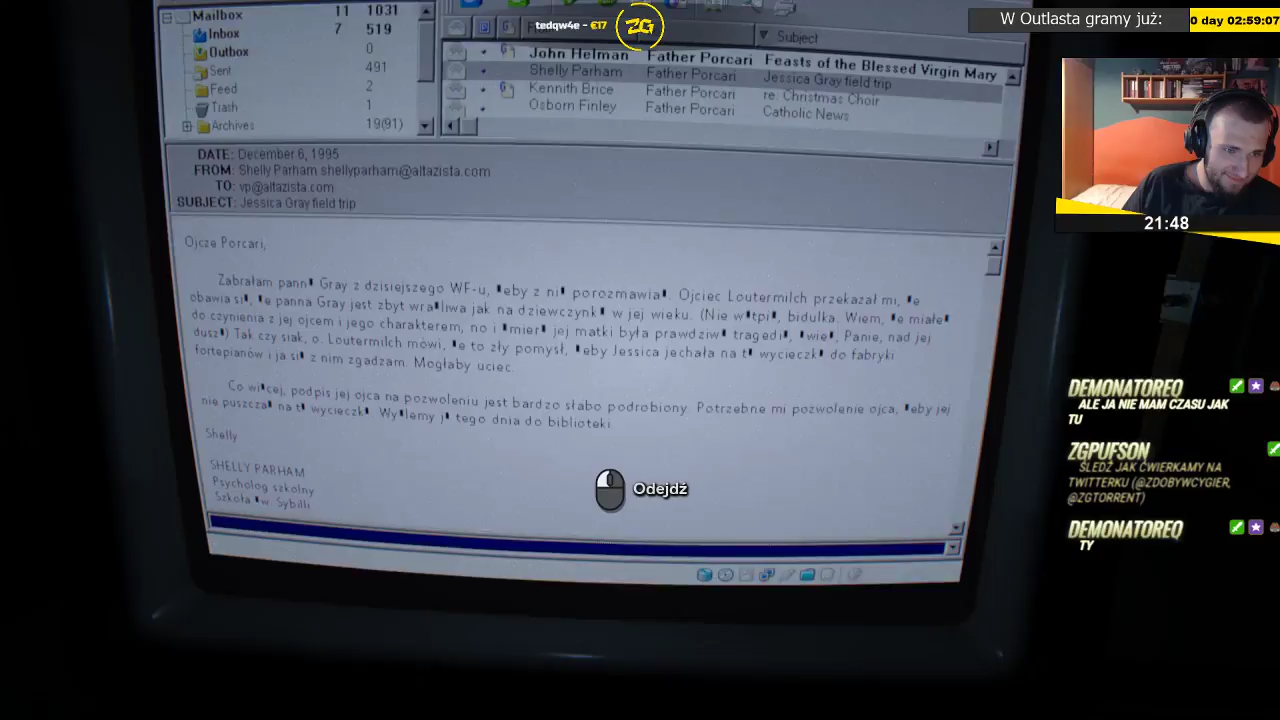 tedqw4e - €17
ZG
W Outlasta gramy już:
0 day 02:59:07
Mailbox 11 1031
Inbox 7 519
Outbox 0
Sent 491
Feed 2
Trash 1
Archives 19(91)
Subject
John Helman Father Porcari Feasts of the Blessed Virgin Mary
Shelly Parham Father Porcari Jessica Gray field trip
Kennith Brice Father Porcari re: Christmas Choir
Osborn Finley Father Porcari Catholic News
DATE: December 6, 1995
FROM: Shelly Parham shellyparham@altazista.com
TO: vp@altazista.com
SUBJECT: Jessica Gray field trip
Ojcze Porcari,
Zabrałam pann▮ Gray z dzisiejszego WF-u, ▮eby z ni▮ porozmawia▮. Ojciec Loutermilch przekazał mi, ▮e
obawia si▮, ▮e panna Gray jest zbyt wra▮liwa jak na dziewczynk▮ w jej wieku. (Nie w▮tpi▮, bidulka. Wiem, ▮e miałe▮
do czynienia z jej ojcem i jego charakterem, no i ▮mier▮ jej matki była prawdziw▮ tragedi▮, ▮wie▮, Panie, nad jej
dusz▮) Tak czy siak, o. Loutermilch mówi, ▮e to zły pomysł, ▮eby Jessica jechała na t▮ wycieczk▮ do fabryki
fortepianów i ja si▮ z nim zgadzam. Mogłaby uciec.
Co wi▮cej, podpis jej ojca na pozwoleniu jest bardzo słabo podrobiony. Potrzebne mi pozwolenie ojca, ▮eby jej
nie puszcza▮ na t▮ wycieczk▮. Wy▮lemy j▮ tego dnia do biblioteki.
Shelly
SHELLY PARHAM
Psycholog szkolny
Szkoła ▮w. Sybilli
Odejdź
21:48
DEMONATOREQ
ALE JA NIE MAM CZASU JAK
TU
ZGPUFSON
ŚLEDŹ JAK ĆWIERKAMY NA
TWITTERKU (@ZDOBYWCYGIER,
@ZGTORRENT)
DEMONATOREQ
TY